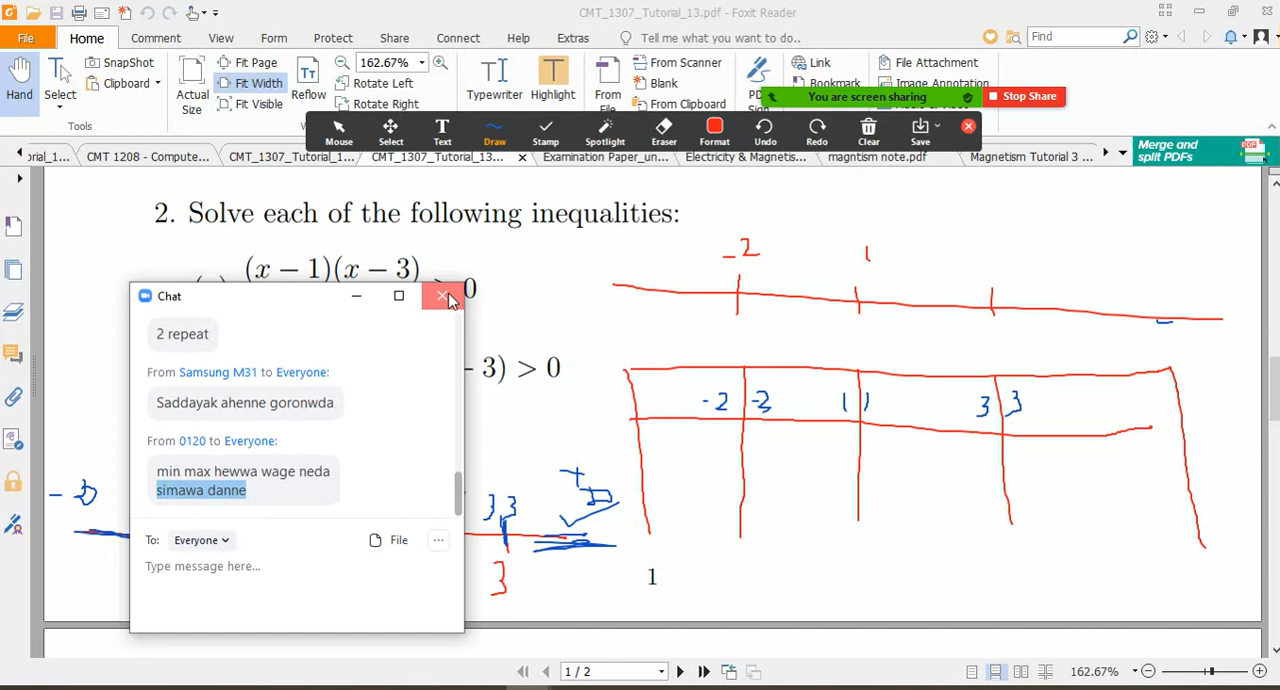 CMT_1307_Tutorial_13.pdf - Foxit Reader
File Home Comment View Form Protect Share Connect Help Extras Tell me what you want to do... Find
Hand
Select
SnapShot
Clipboard
Actual Size
Fit Page
Fit Width
Fit Visible
Reflow
162.67%
Rotate Left
Rotate Right
Typewriter
Highlight
From File
From Scanner
Blank
From Clipboard
Link
Bookmark
File Attachment
Image Annotation
Tools
You are screen sharing
Stop Share
Mouse Select Text Draw Stamp Spotlight Eraser Format Undo Redo Clear Save
orial_1... CMT 1208 - Compute... CMT_1307_Tutorial_1... CMT_1307_Tutorial_13... Examination Paper_un... Electricity & Magnetis... magntism note.pdf Magnetism Tutorial 3 ...
Merge and split PDFs
2. Solve each of the following inequalities:
(x − 1)(x − 3)
0
− 3) > 0
-2 1
-2 -2 1 1 3 3
+
3 3
3
1
Chat
2 repeat
From Samsung M31 to Everyone:
Saddayak ahenne goronwda
From 0120 to Everyone:
min max hewwa wage neda
simawa danne
To: Everyone File ...
Type message here...
1 / 2
162.67%